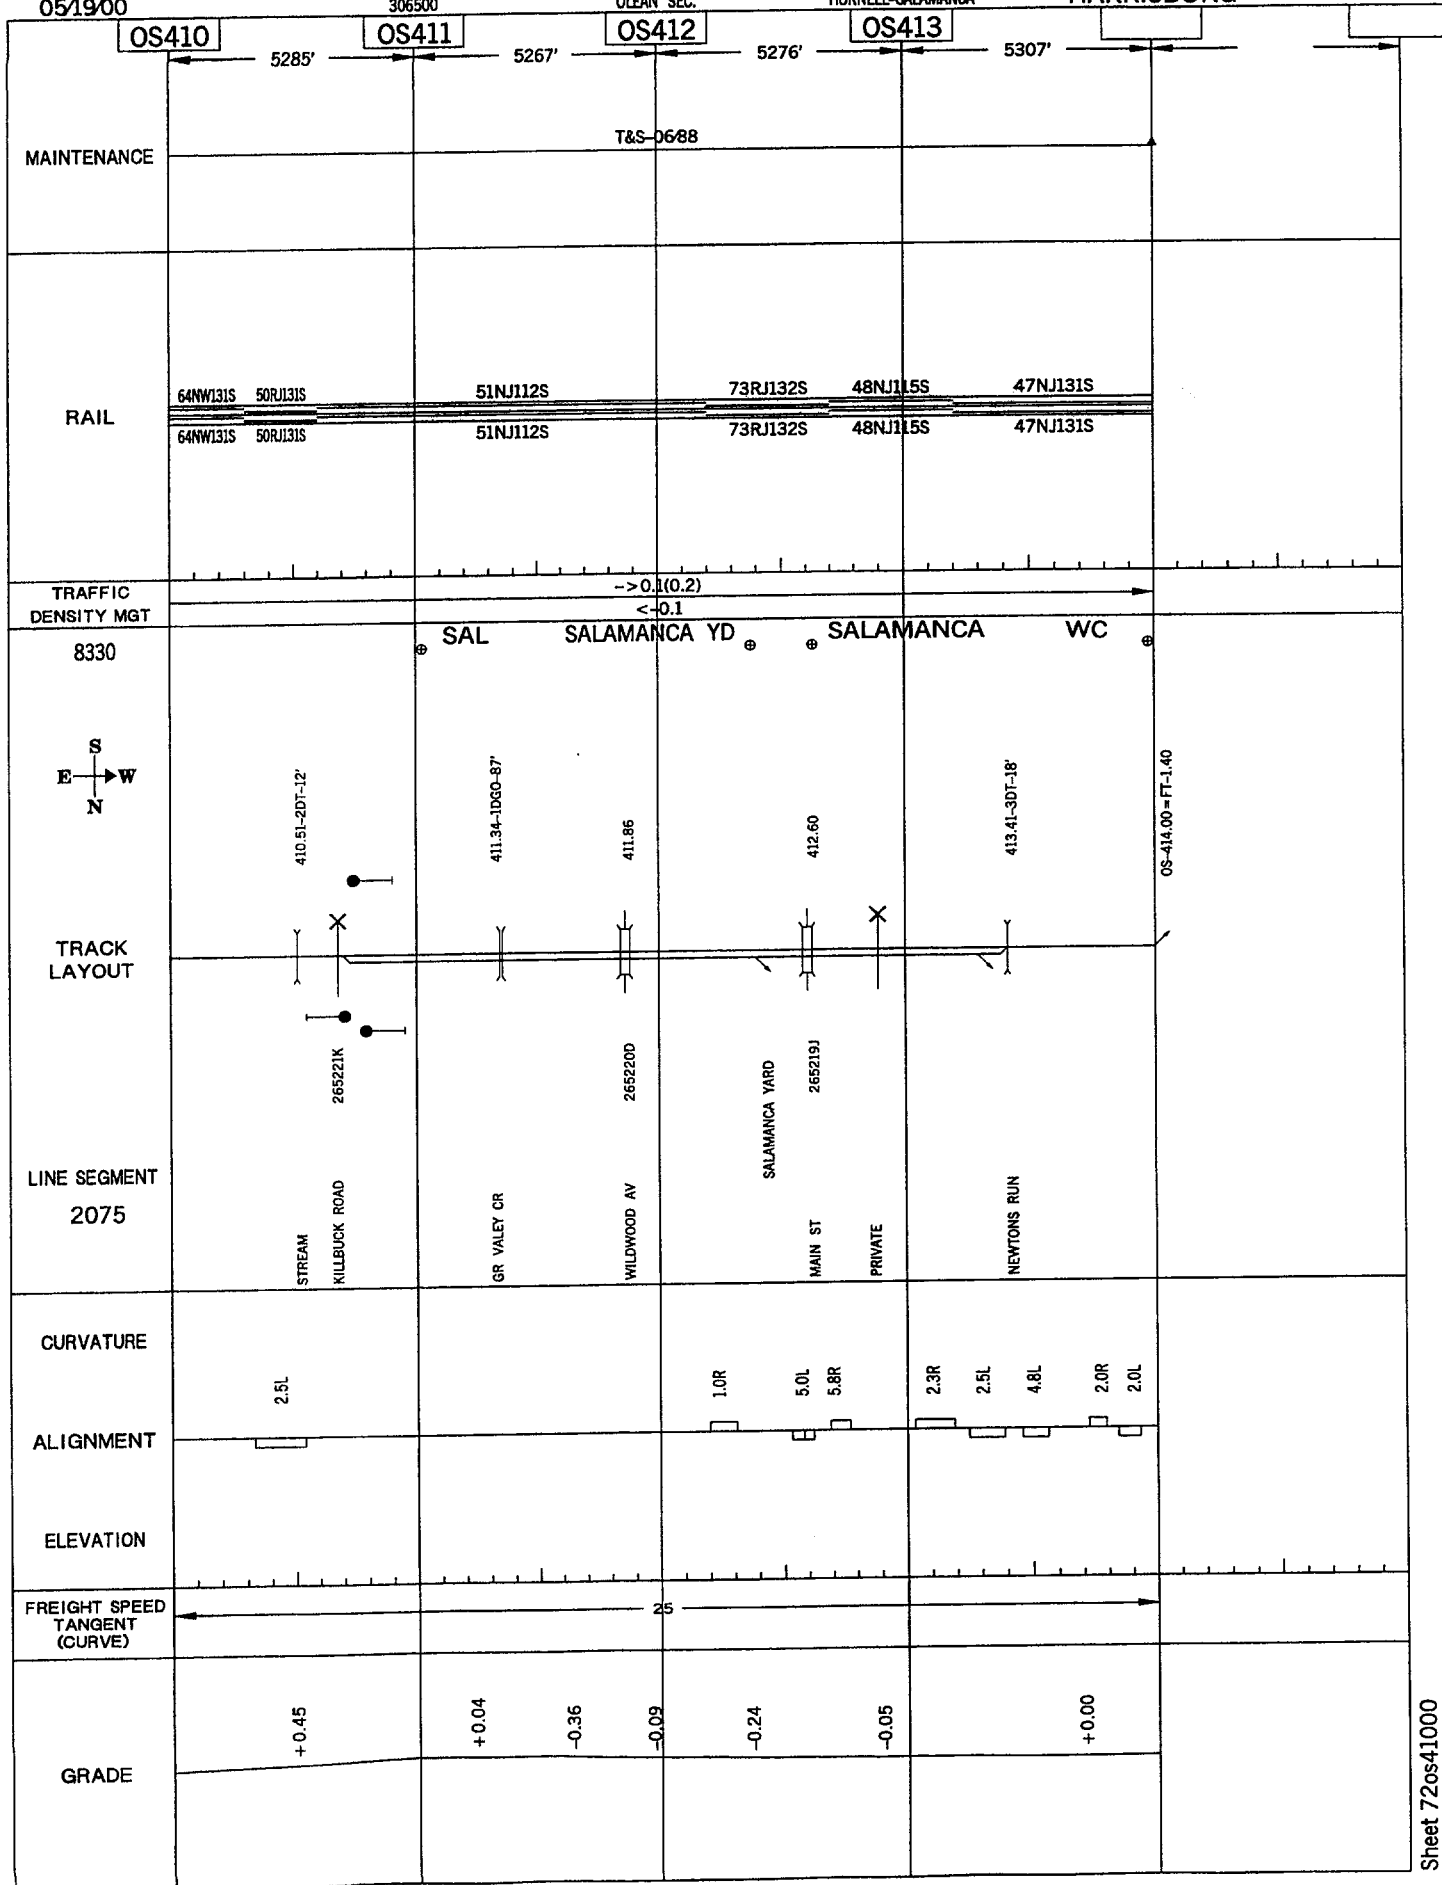 05/19/00 306500 OLEAN SEC. HORNELL-SALAMANCA HARRISBURG
OS410 OS411 OS412 OS413
5285' 5267' 5276' 5307'
MAINTENANCE
T&S-06/88
RAIL
64NW131S 50RJ131S 51NJ112S 73RJ132S 48NJ115S 47NJ131S
64NW131S 50RJ131S 51NJ112S 73RJ132S 48NJ115S 47NJ131S
TRAFFIC
DENSITY MGT
->0.1(0.2)
<-0.1
8330
SAL SALAMANCA YD SALAMANCA WC
S
E W
N
410.51-2DT-12'
411.34-1DGO-87'
411.86
412.60
413.41-3DT-18'
OS-414.00=FT-1.40
TRACK
LAYOUT
265221K
265220D
265219J
SALAMANCA YARD
LINE SEGMENT
2075
STREAM
KILLBUCK ROAD
GR VALEY CR
WILDWOOD AV
MAIN ST
PRIVATE
NEWTONS RUN
CURVATURE
2.5L 1.0R 5.0L 5.8R 2.3R 2.5L 4.8L 2.0R 2.0L
ALIGNMENT
ELEVATION
FREIGHT SPEED
TANGENT
(CURVE)
25
GRADE
+0.45 +0.04 -0.36 -0.09 -0.24 -0.05 +0.00
Sheet 72os41000